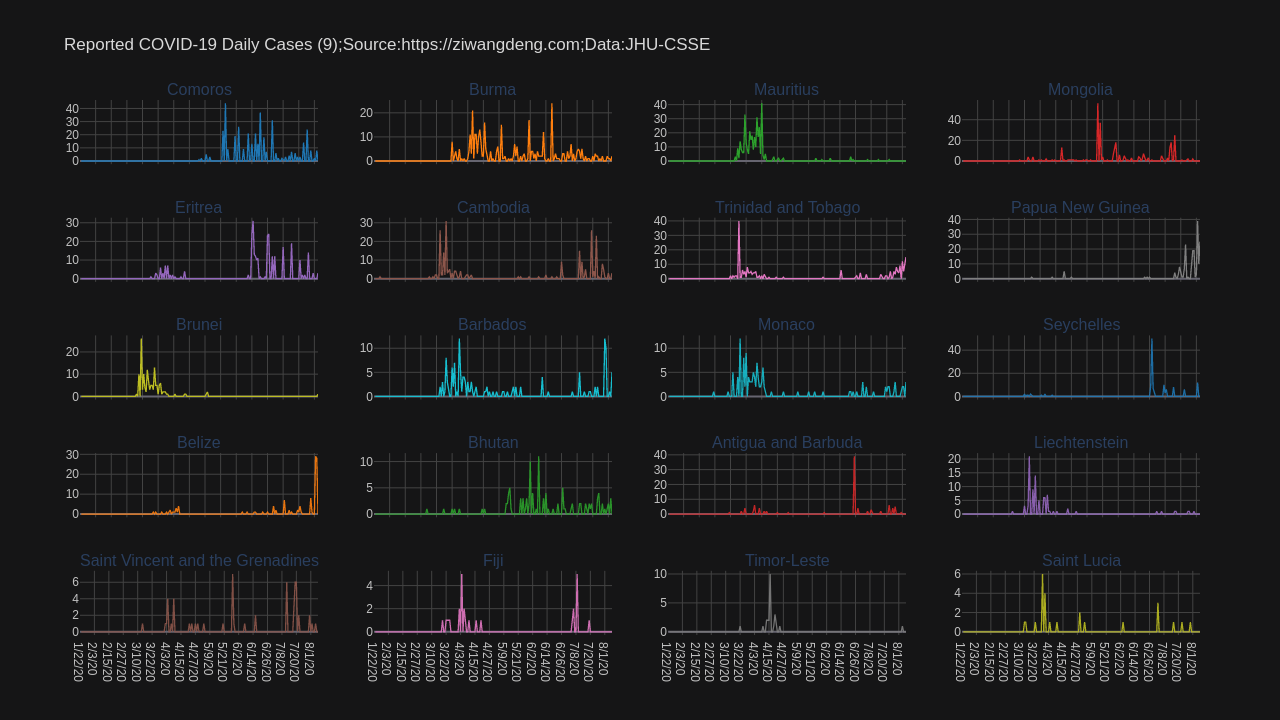 Reported COVID-19 Daily Cases (9);Source:https://ziwangdeng.com;Data:JHU-CSSE
Comoros Burma Mauritius Mongolia
40 30 20 10 0
20 10 0
40 30 20 10 0
40 20 0
Eritrea Cambodia Trinidad and Tobago Papua New Guinea
30 20 10 0
30 20 10 0
40 30 20 10 0
40 30 20 10 0
Brunei Barbados Monaco Seychelles
20 10 0
10 5 0
10 5 0
40 20 0
Belize Bhutan Antigua and Barbuda Liechtenstein
30 20 10 0
10 5 0
40 30 20 10 0
20 15 10 5 0
Saint Vincent and the Grenadines Fiji Timor-Leste Saint Lucia
6 4 2 0
4 2 0
10 5 0
6 4 2 0
1/22/20 2/3/20 2/15/20 2/27/20 3/10/20 3/22/20 4/3/20 4/15/20 4/27/20 5/9/20 5/21/20 6/2/20 6/14/20 6/26/20 7/8/20 7/20/20 8/1/20
1/22/20 2/3/20 2/15/20 2/27/20 3/10/20 3/22/20 4/3/20 4/15/20 4/27/20 5/9/20 5/21/20 6/2/20 6/14/20 6/26/20 7/8/20 7/20/20 8/1/20
1/22/20 2/3/20 2/15/20 2/27/20 3/10/20 3/22/20 4/3/20 4/15/20 4/27/20 5/9/20 5/21/20 6/2/20 6/14/20 6/26/20 7/8/20 7/20/20 8/1/20
1/22/20 2/3/20 2/15/20 2/27/20 3/10/20 3/22/20 4/3/20 4/15/20 4/27/20 5/9/20 5/21/20 6/2/20 6/14/20 6/26/20 7/8/20 7/20/20 8/1/20